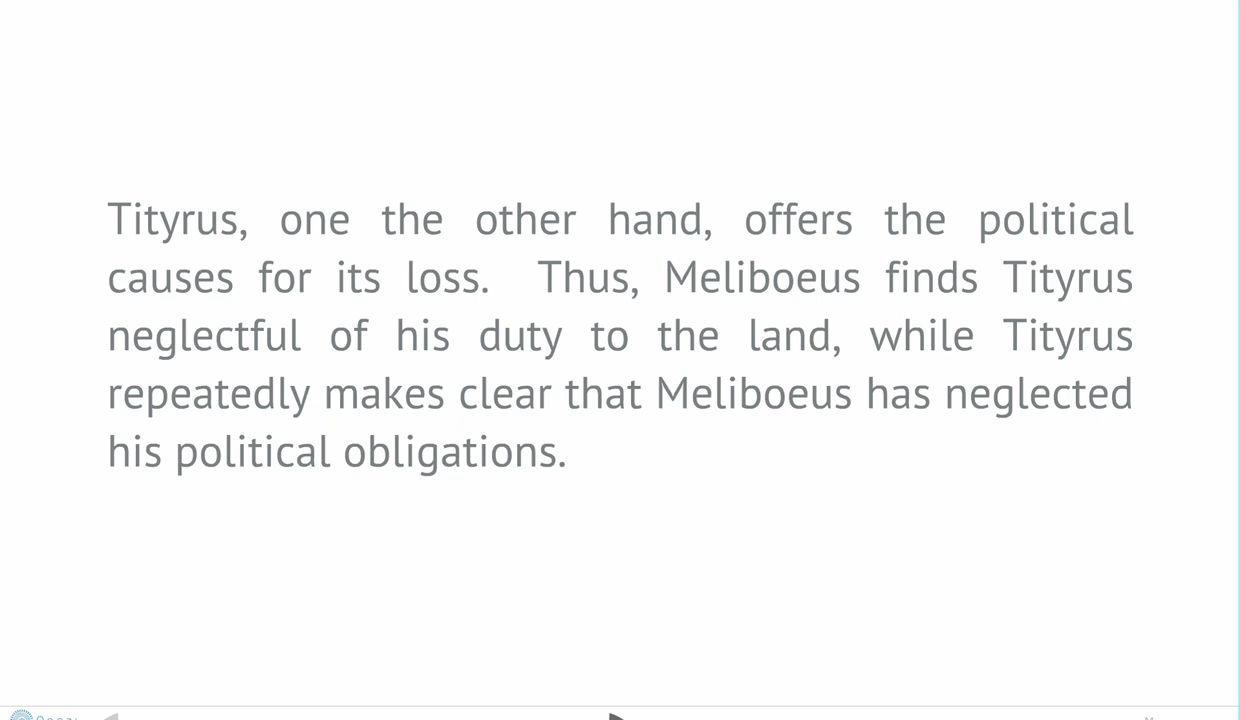 Tityrus, one the other hand, offers the political
causes for its loss. Thus, Meliboeus finds Tityrus
neglectful of his duty to the land, while Tityrus
repeatedly makes clear that Meliboeus has neglected
his political obligations.